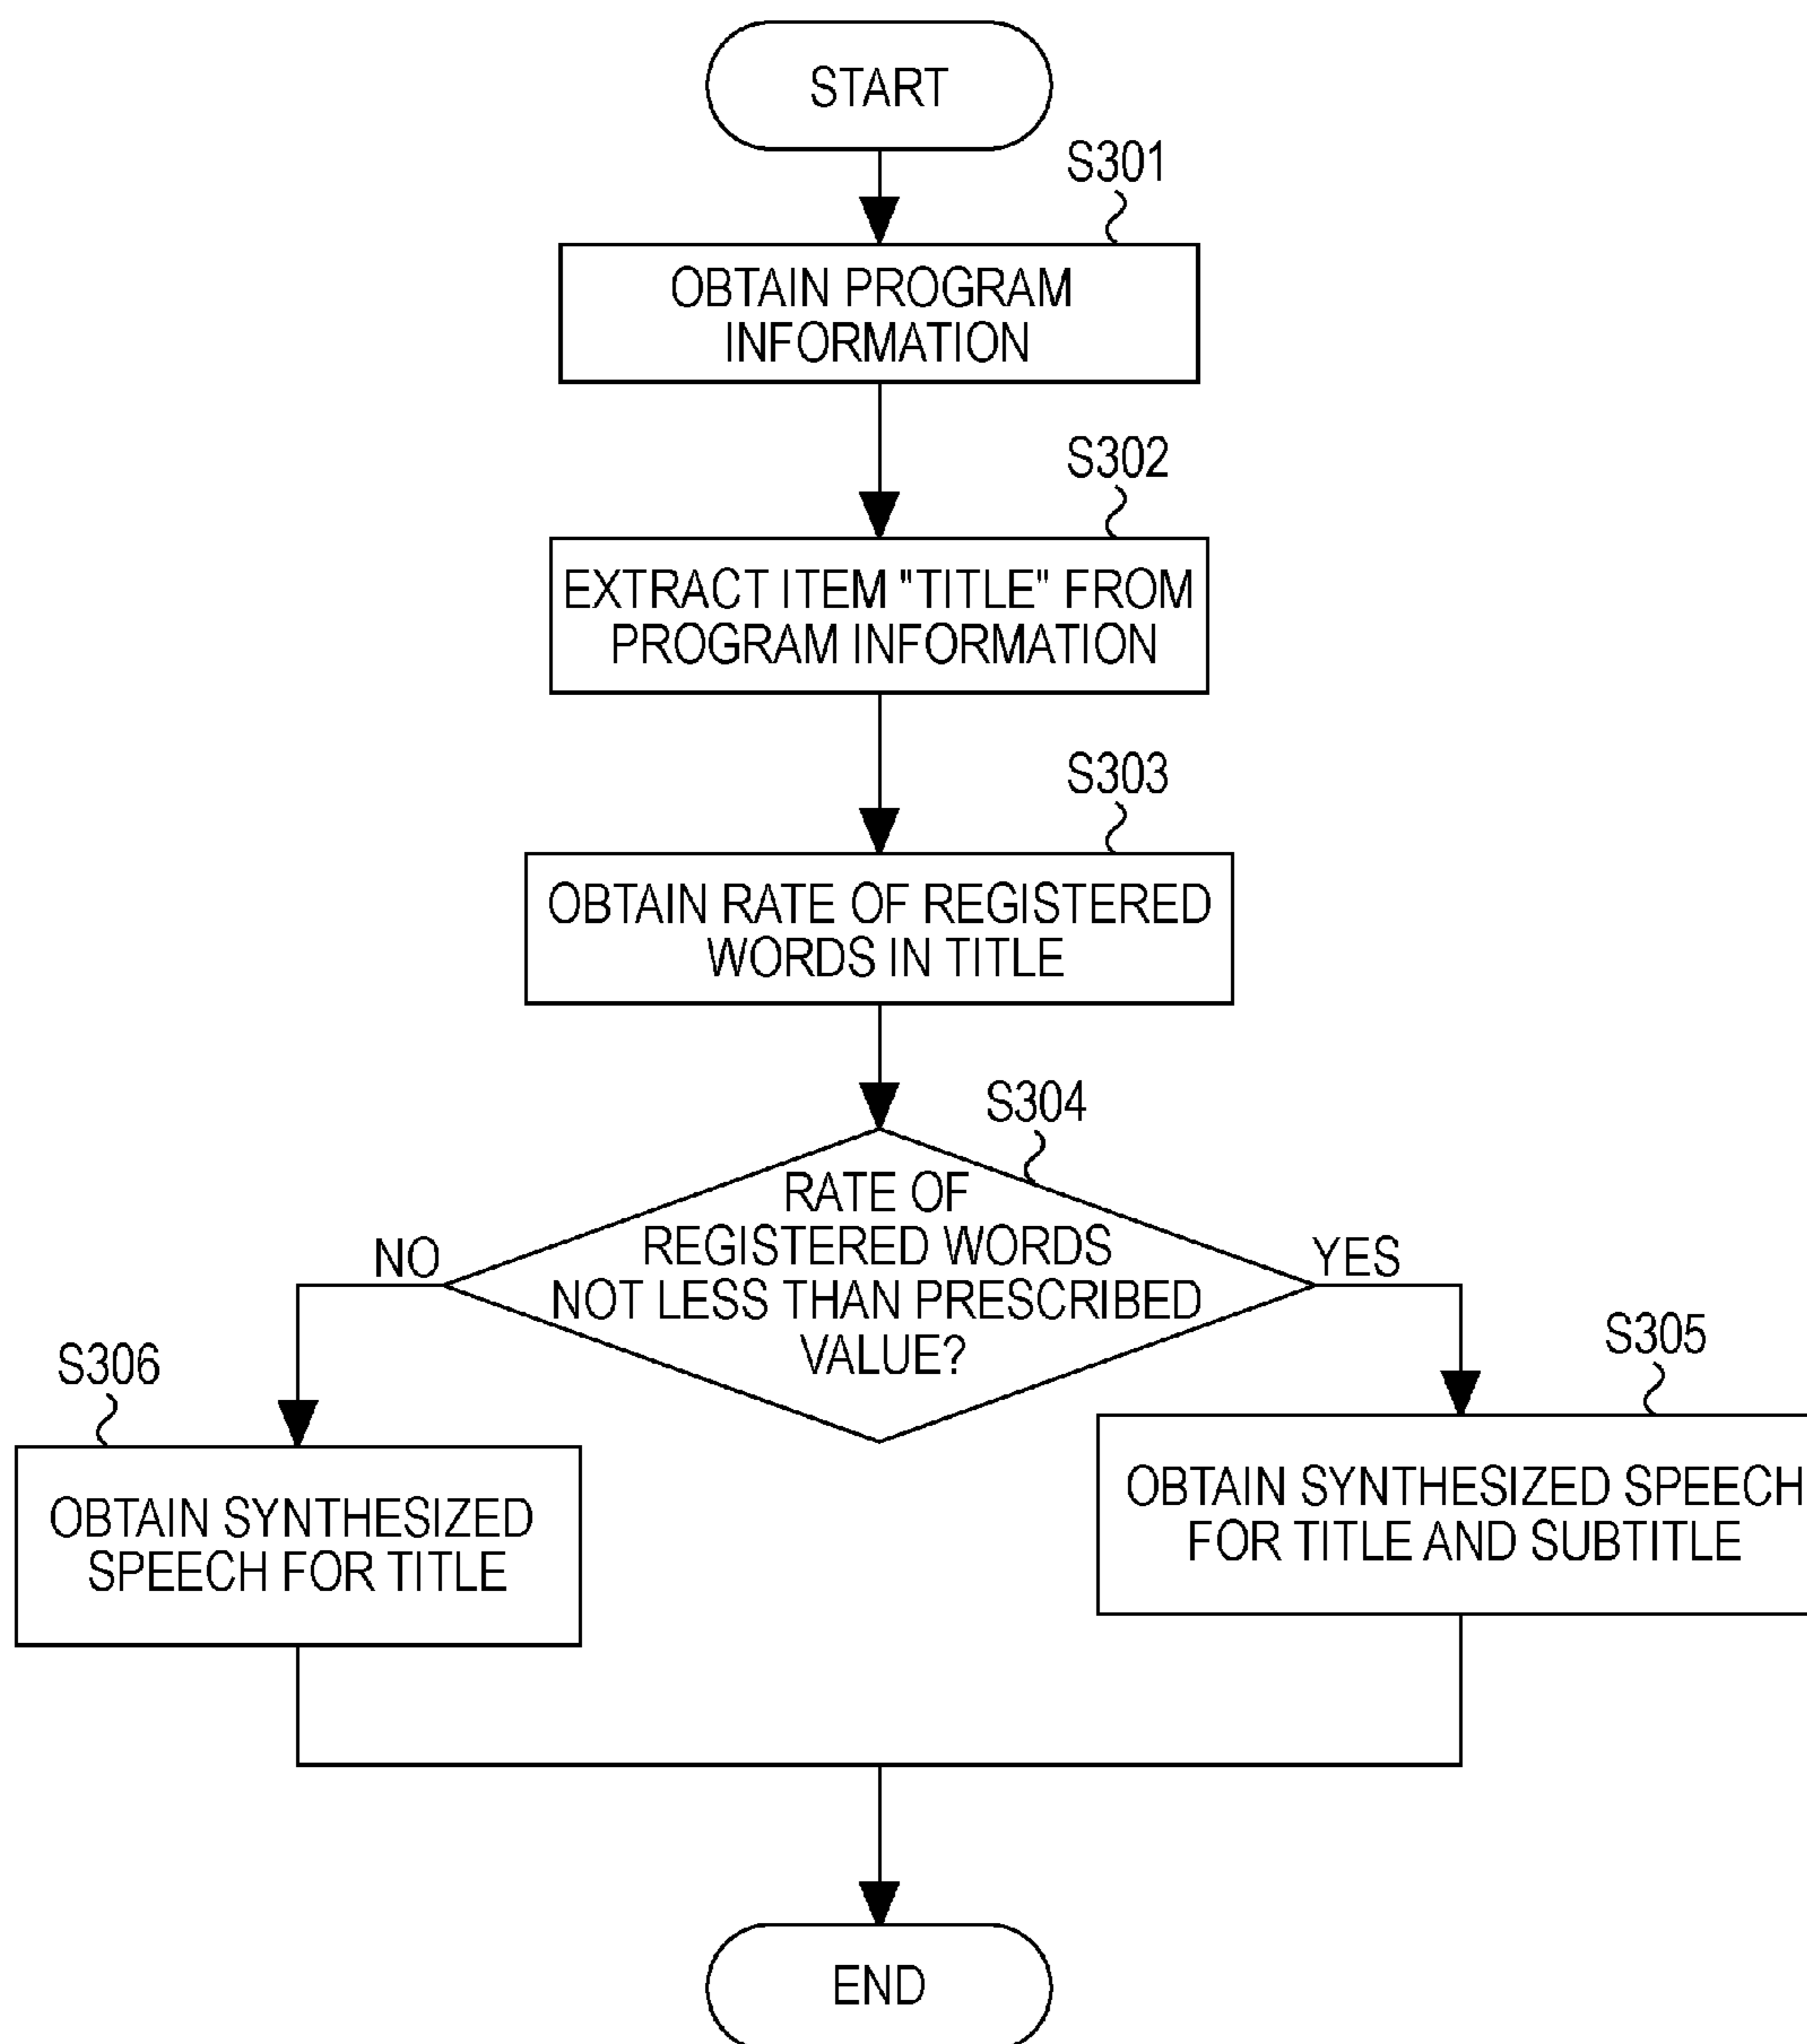 START
S301
OBTAIN PROGRAM
INFORMATION
S302
EXTRACT ITEM "TITLE" FROM
PROGRAM INFORMATION
S303
OBTAIN RATE OF REGISTERED
WORDS IN TITLE
S304
RATE OF
REGISTERED WORDS
NOT LESS THAN PRESCRIBED
VALUE?
NO
YES
S306
OBTAIN SYNTHESIZED
SPEECH FOR TITLE
S305
OBTAIN SYNTHESIZED SPEECH
FOR TITLE AND SUBTITLE
END